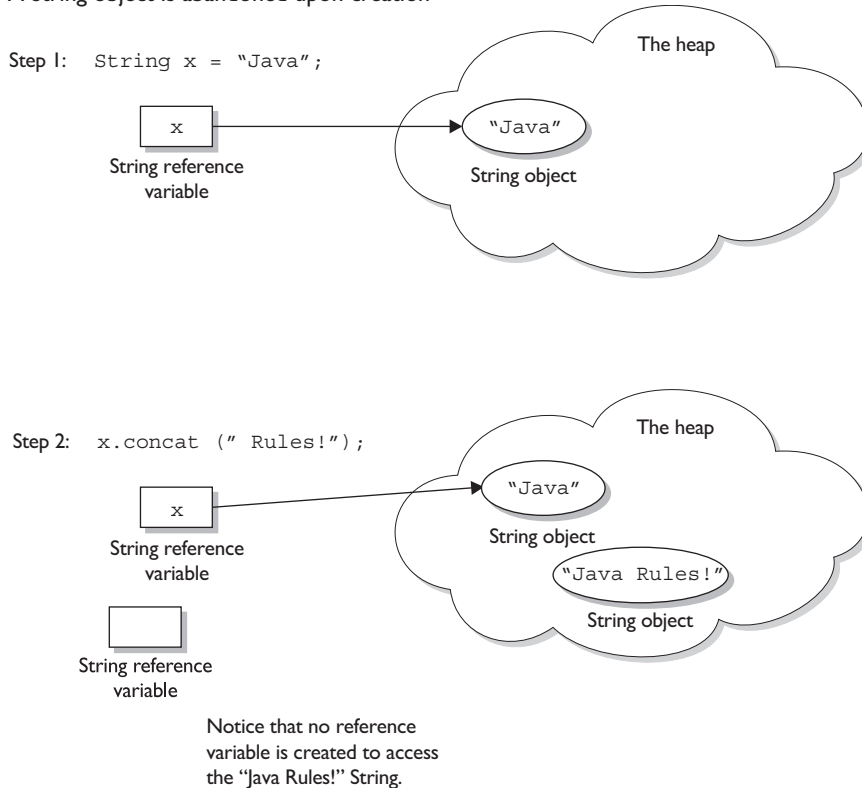 A String object is abandoned upon creation
Step 1: String x = “Java”;
The heap
x
“Java”
String reference
variable
String object
Step 2: x.concat (” Rules!”);
The heap
x
“Java”
String reference
variable
String object
“Java Rules!”
String object
String reference
variable
Notice that no reference
variable is created to access
the “Java Rules!” String.